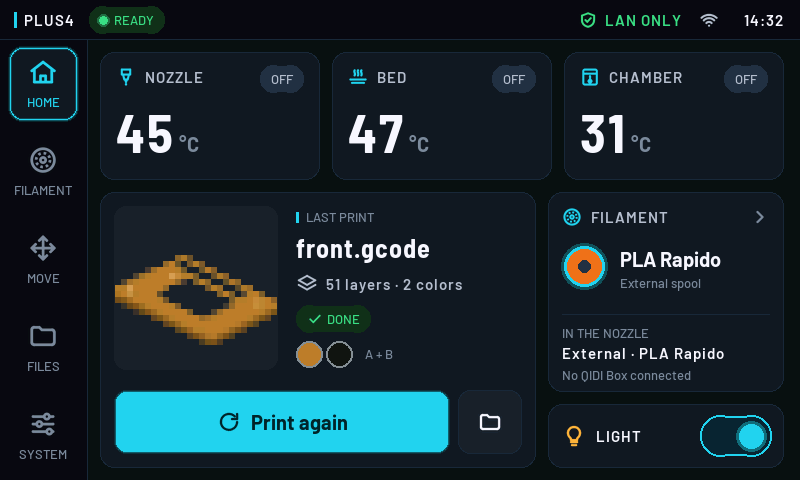 PLUS4
READY
LAN ONLY
14:32
HOME
FILAMENT
MOVE
FILES
SYSTEM
NOZZLE
OFF
45 °C
BED
OFF
47 °C
CHAMBER
OFF
31 °C
LAST PRINT
front.gcode
51 layers · 2 colors
DONE
A + B
Print again
FILAMENT
PLA Rapido
External spool
IN THE NOZZLE
External · PLA Rapido
No QIDI Box connected
LIGHT